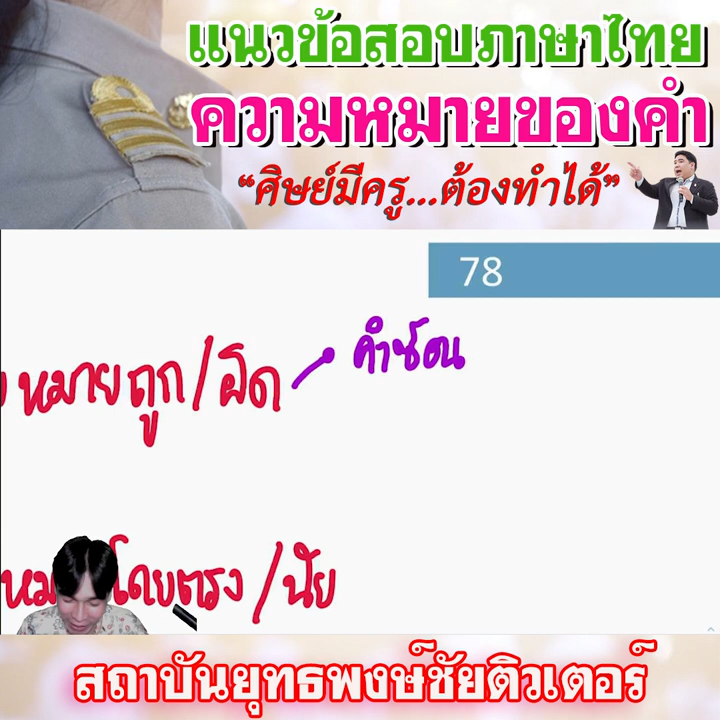 แนวข้อสอบภาษาไทย
ความหมายของคำ
“ศิษย์มีครู...ต้องทำได้”
78
หมายถูก/ผิด
คำซ้อน
โดยตรง/นัย
สถาบันยุทธพงษ์ชัยติวเตอร์